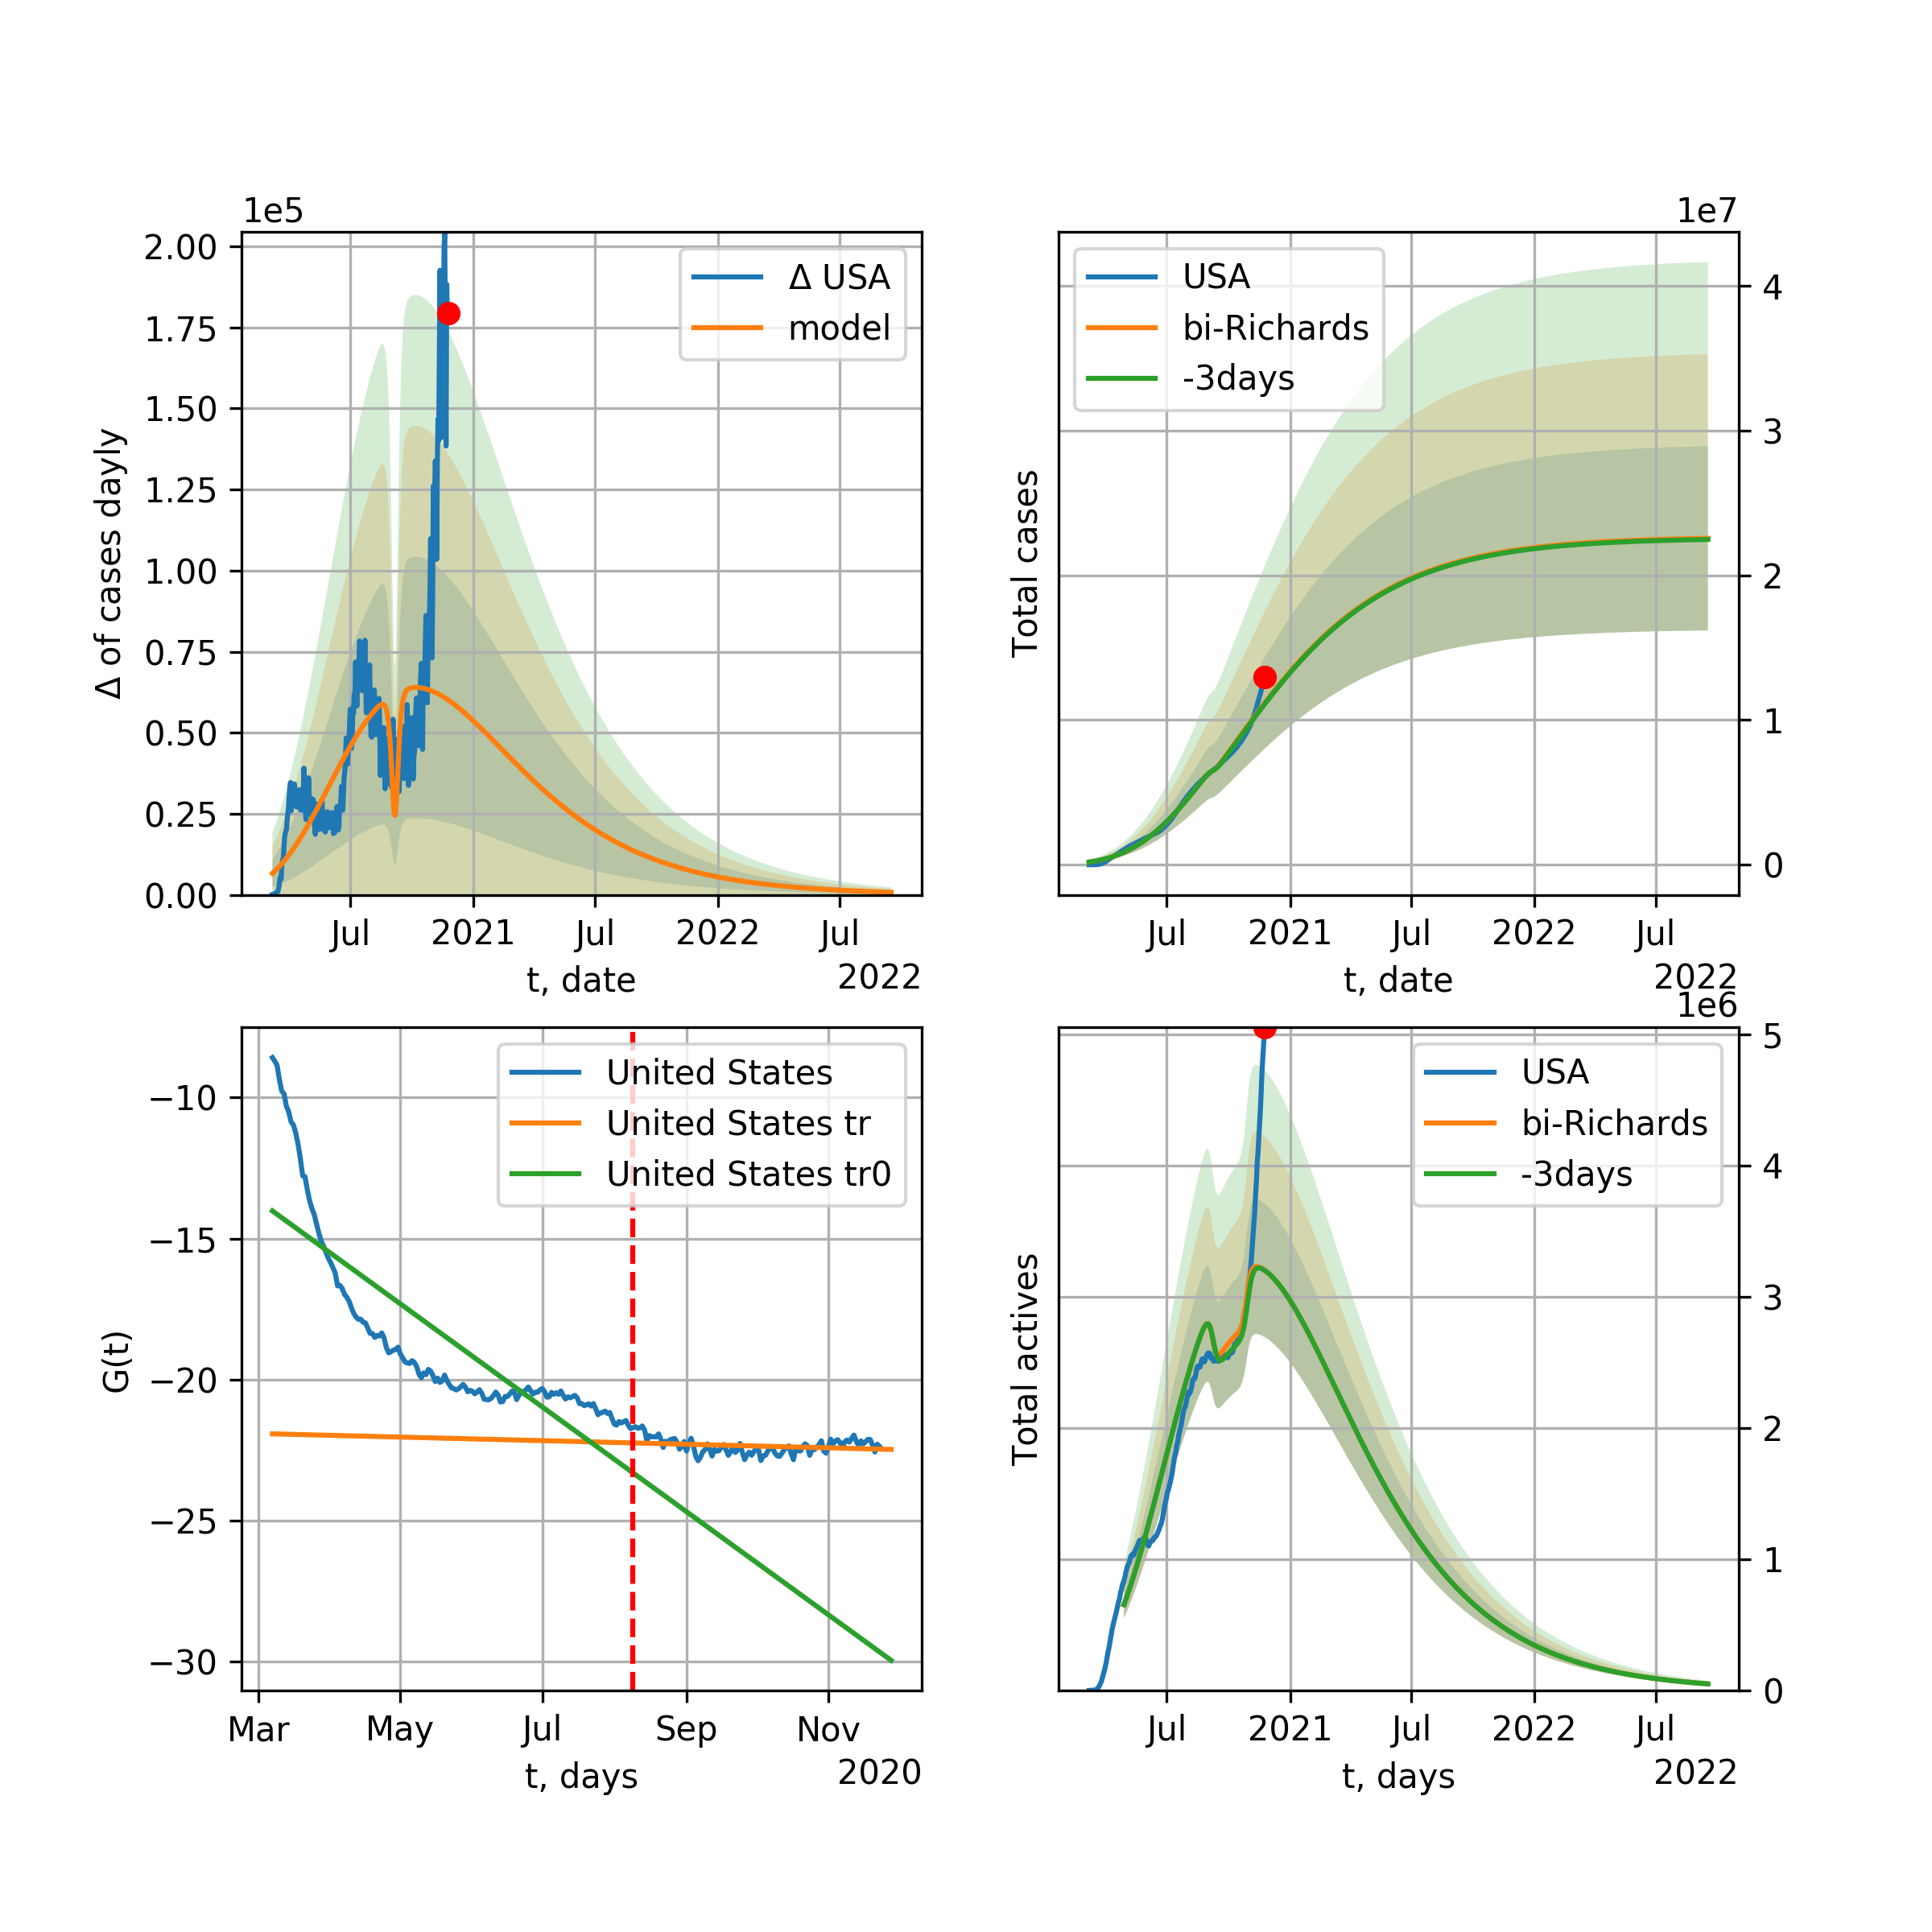 1e5
2.00
1.75
1.50
1.25
1.00
0.75
0.50
0.25
0.00
Δ of cases dayly
Δ USA
model
Jul 2021 Jul 2022 Jul
t, date
2022
1e7
USA
bi-Richards
-3days
4
3
2
1
0
Total cases
Jul 2021 Jul 2022 Jul
t, date
2022
−10
−15
−20
−25
−30
G(t)
United States
United States tr
United States tr0
Mar May Jul Sep Nov
t, days
2020
1e6
USA
bi-Richards
-3days
5
4
3
2
1
0
Total actives
Jul 2021 Jul 2022 Jul
t, days
2022